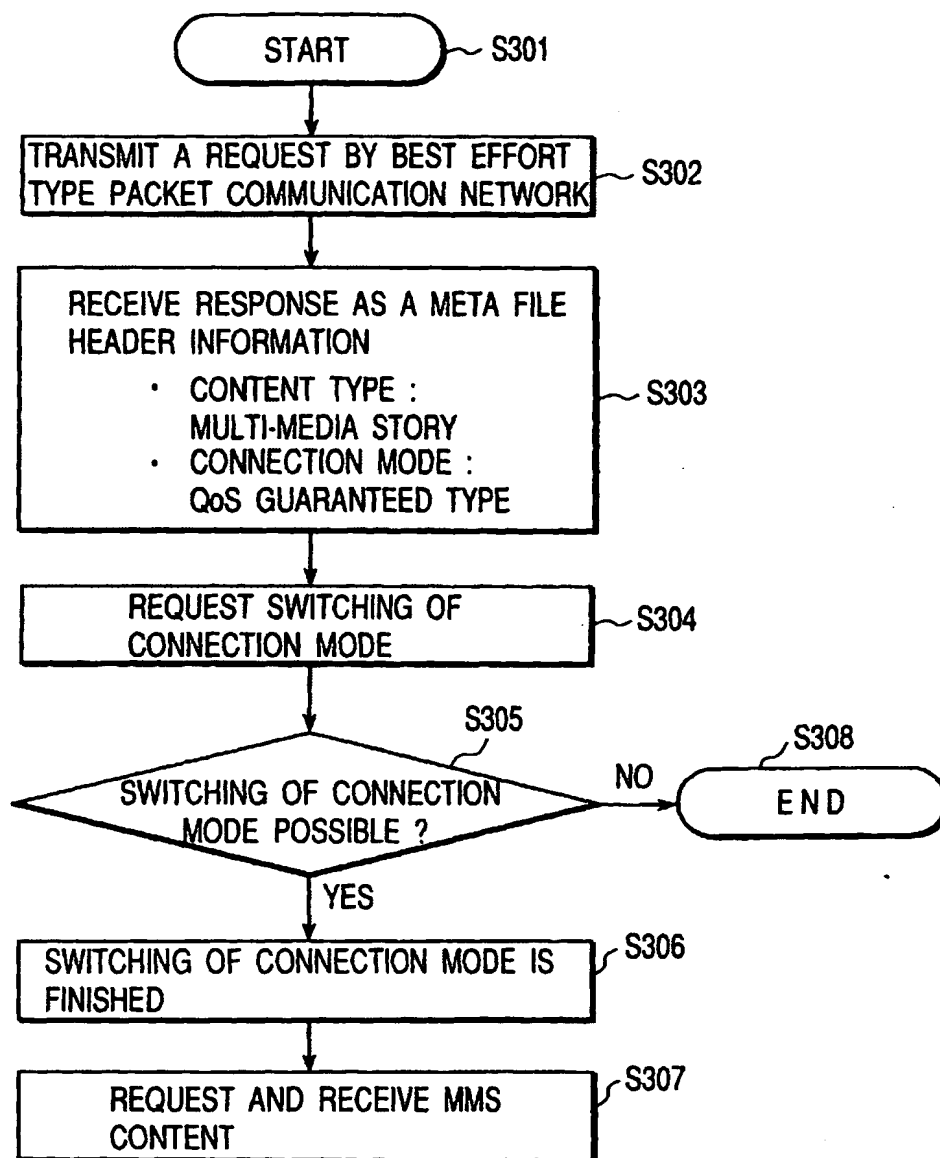 START
S301
TRANSMIT A REQUEST BY BEST EFFORT
TYPE PACKET COMMUNICATION NETWORK
S302
RECEIVE RESPONSE AS A META FILE
HEADER INFORMATION
· CONTENT TYPE :
MULTI-MEDIA STORY
· CONNECTION MODE :
QoS GUARANTEED TYPE
S303
REQUEST SWITCHING OF
CONNECTION MODE
S304
S305
SWITCHING OF CONNECTION
MODE POSSIBLE ?
NO
S308
END
YES
SWITCHING OF CONNECTION MODE IS
FINISHED
S306
REQUEST AND RECEIVE MMS
CONTENT
S307